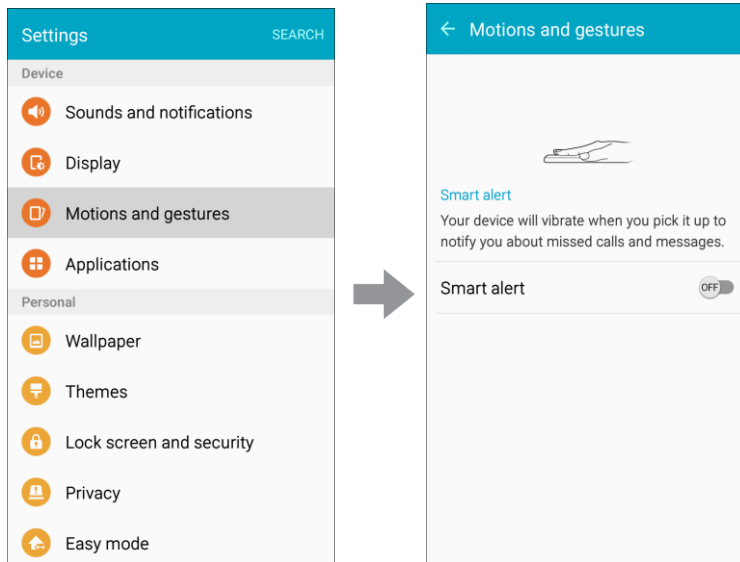 Settings
SEARCH
Device
Sounds and notifications
Display
Motions and gestures
Applications
Personal
Wallpaper
Themes
Lock screen and security
Privacy
Easy mode
Motions and gestures
Smart alert
Your device will vibrate when you pick it up to
notify you about missed calls and messages.
Smart alert
OFF